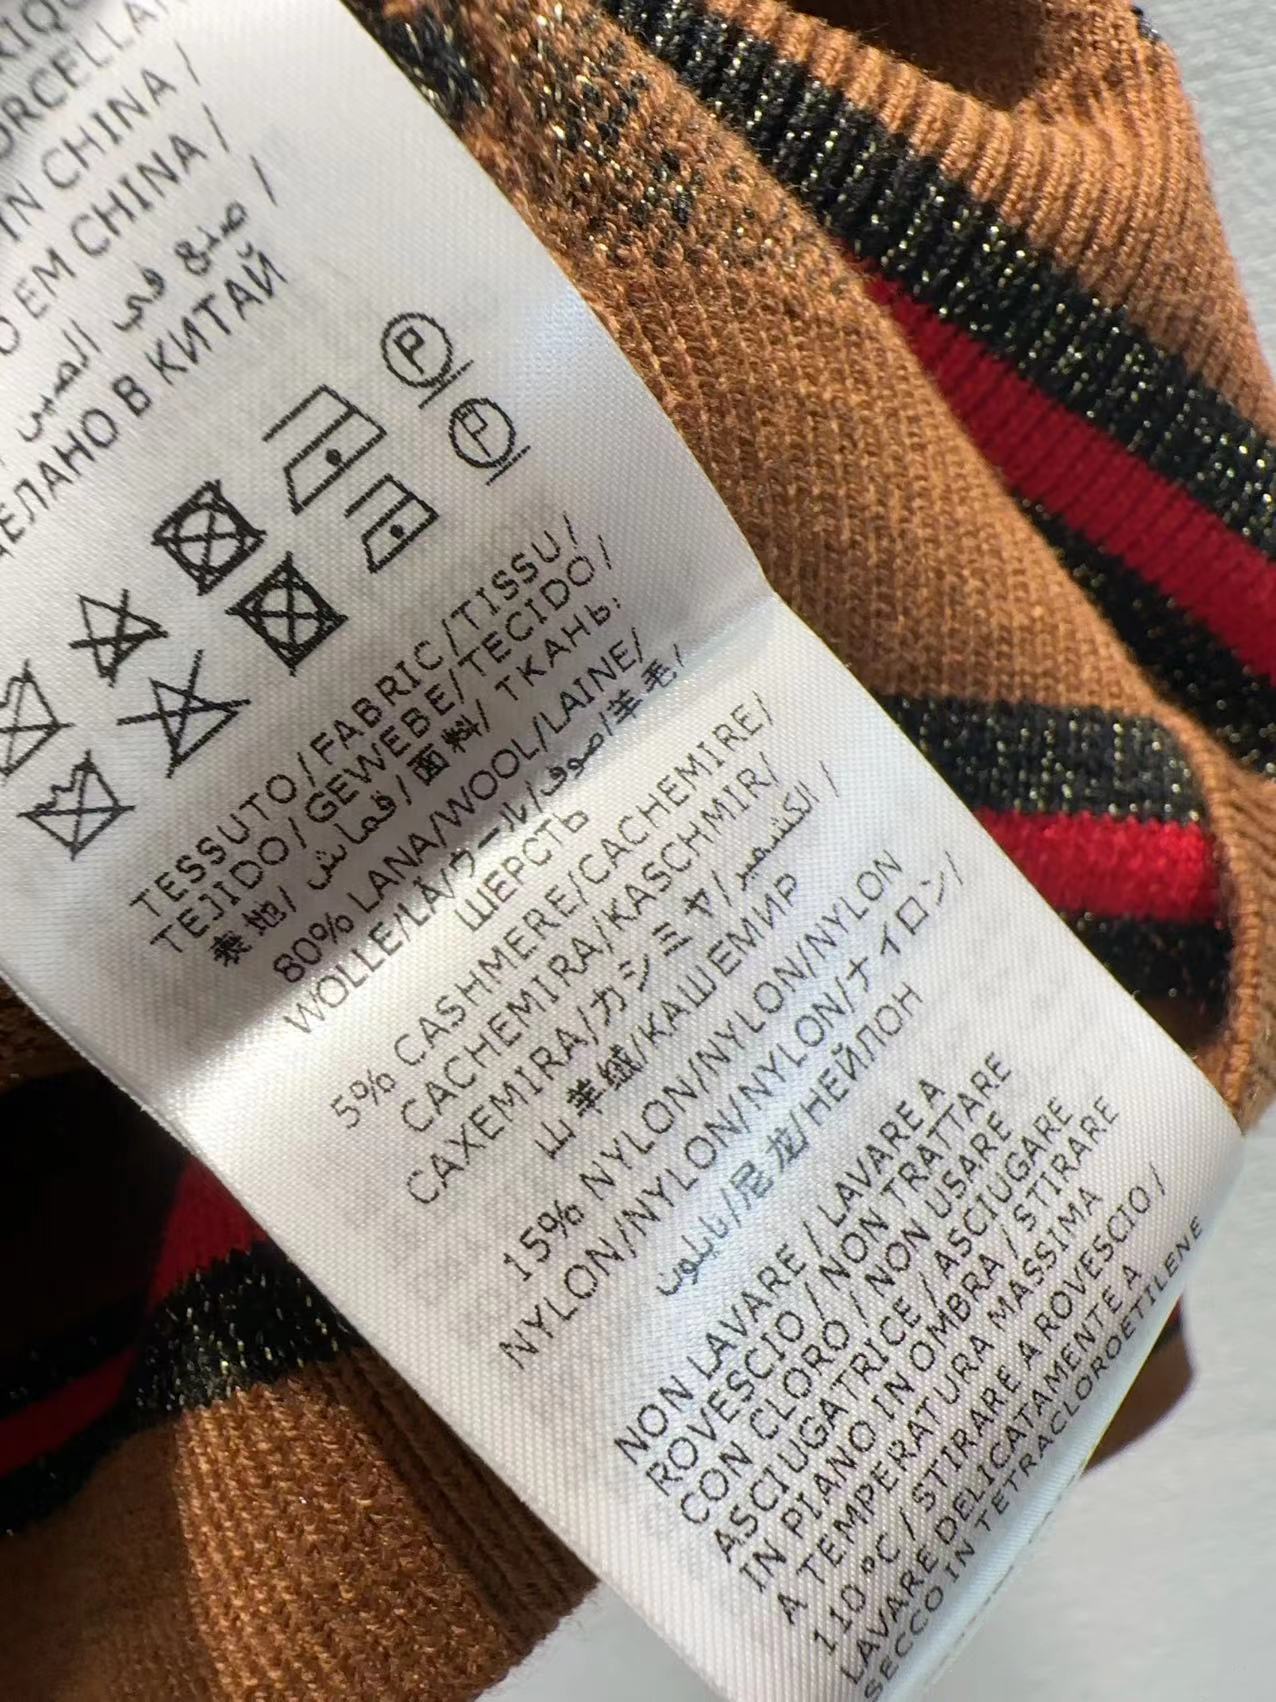 IN CHINA /
EM CHINA /
صنع في الصين /
В КИТАЙ
P
P
TESSUTO/FABRIC/TISSU/
TEJIDO/GEWEBE/TECIDO/
表地/قماش/面料/ ТКАНЬ:
80% LANA/WOOL/LAINE/
WOLLE/LÃ/ウール/صوف/羊毛/
ШЕРСТЬ
5% CASHMERE/CACHEMIRE/
CACHEMIRA/KASCHMIR/
CAXEMIRA/カシミヤ/الكشمير/
山羊绒/КАШЕМИР
15% NYLON/NYLON/NYLON
NYLON/NYLON/NYLON/ナイロン/
نايلون/尼龙/НЕЙЛОН
NON LAVARE / LAVARE A
ROVESCIO / NON TRATTARE
CON CLORO / NON USARE
ASCIUGATRICE / ASCIUGARE
IN PIANO IN OMBRA / STIRARE
A TEMPERATURA MASSIMA
110 °C / STIRARE A ROVESCIO /
LAVARE DELICATAMENTE A
SECCO IN TETRACLOROETILENE